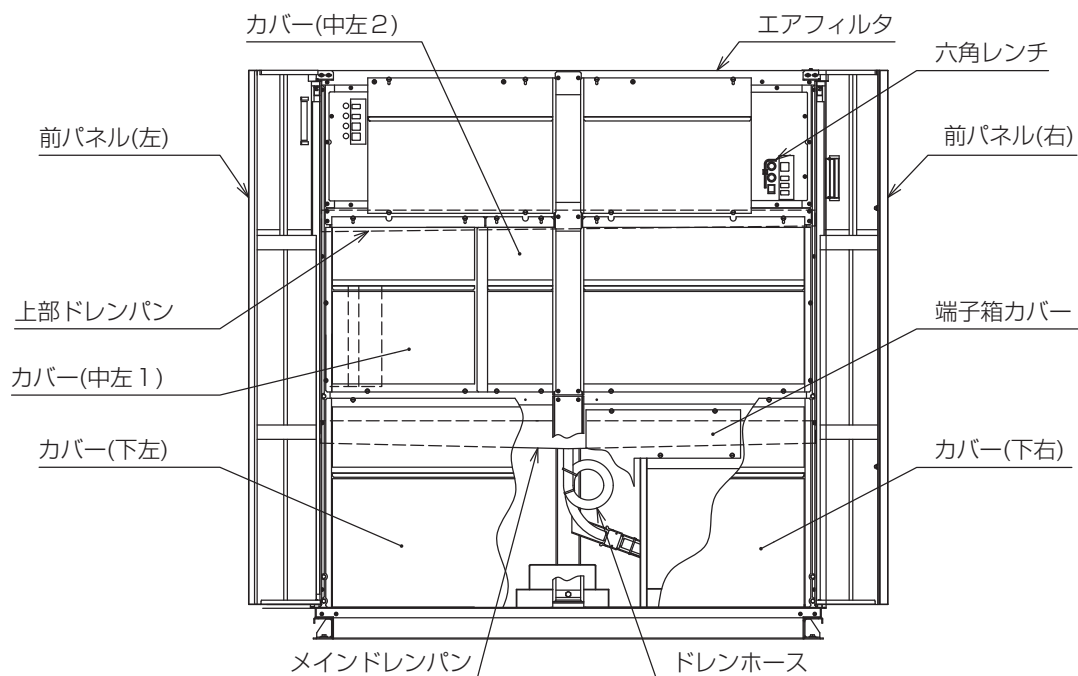 カバー(中左２)
エアフィルタ
六角レンチ
前パネル(左)
前パネル(右)
上部ドレンパン
端子箱カバー
カバー(中左１)
カバー(下左)
カバー(下右)
メインドレンパン
ドレンホース